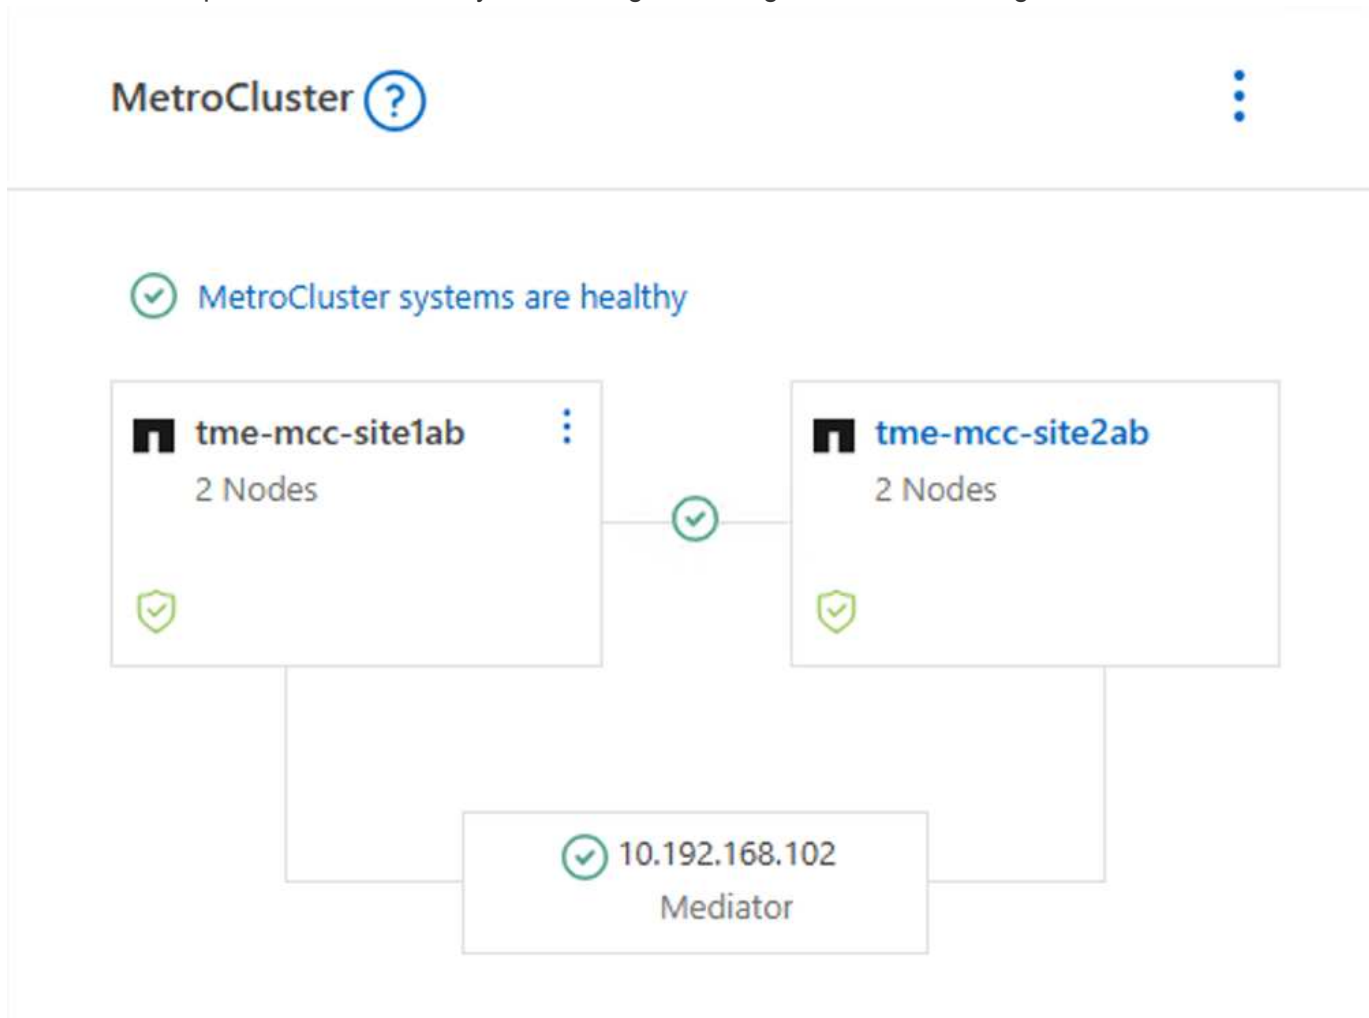 MetroCluster ?
MetroCluster systems are healthy
tme-mcc-site1ab
2 Nodes
tme-mcc-site2ab
2 Nodes
10.192.168.102
Mediator